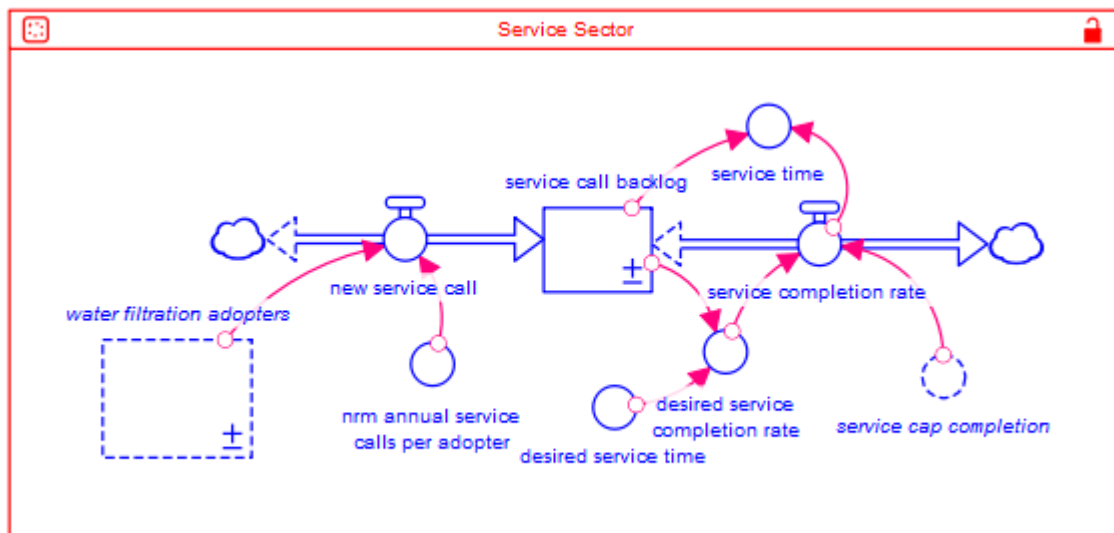 Service Sector
service time
service call backlog
new service call
service completion rate
water filtration adopters
nrm annual service
calls per adopter
desired service
completion rate
service cap completion
desired service time